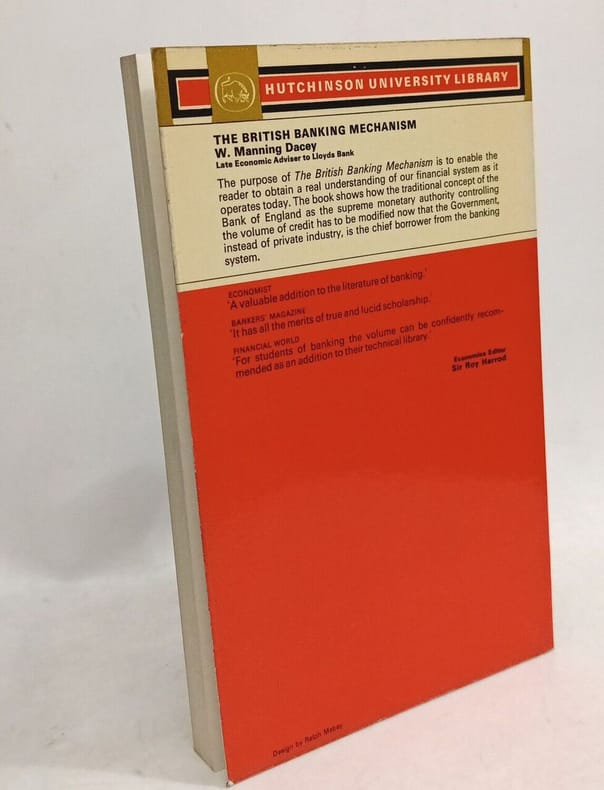 HUTCHINSON UNIVERSITY LIBRARY
THE BRITISH BANKING MECHANISM
W. Manning Dacey
Late Economic Adviser to Lloyds Bank
The purpose of The British Banking Mechanism is to enable the
reader to obtain a real understanding of our financial system as it
operates today. The book shows how the traditional concept of the
Bank of England as the supreme monetary authority controlling
the volume of credit has to be modified now that the Government,
instead of private industry, is the chief borrower from the banking
system.
ECONOMIST
'A valuable addition to the literature of banking.'
BANKERS' MAGAZINE
'It has all the merits of true and lucid scholarship.'
FINANCIAL WORLD
'For students of banking the volume can be confidently recom-
mended as an addition to their technical library.'
Economics Editor
Sir Roy Harrod
Design by Ralph Mabey